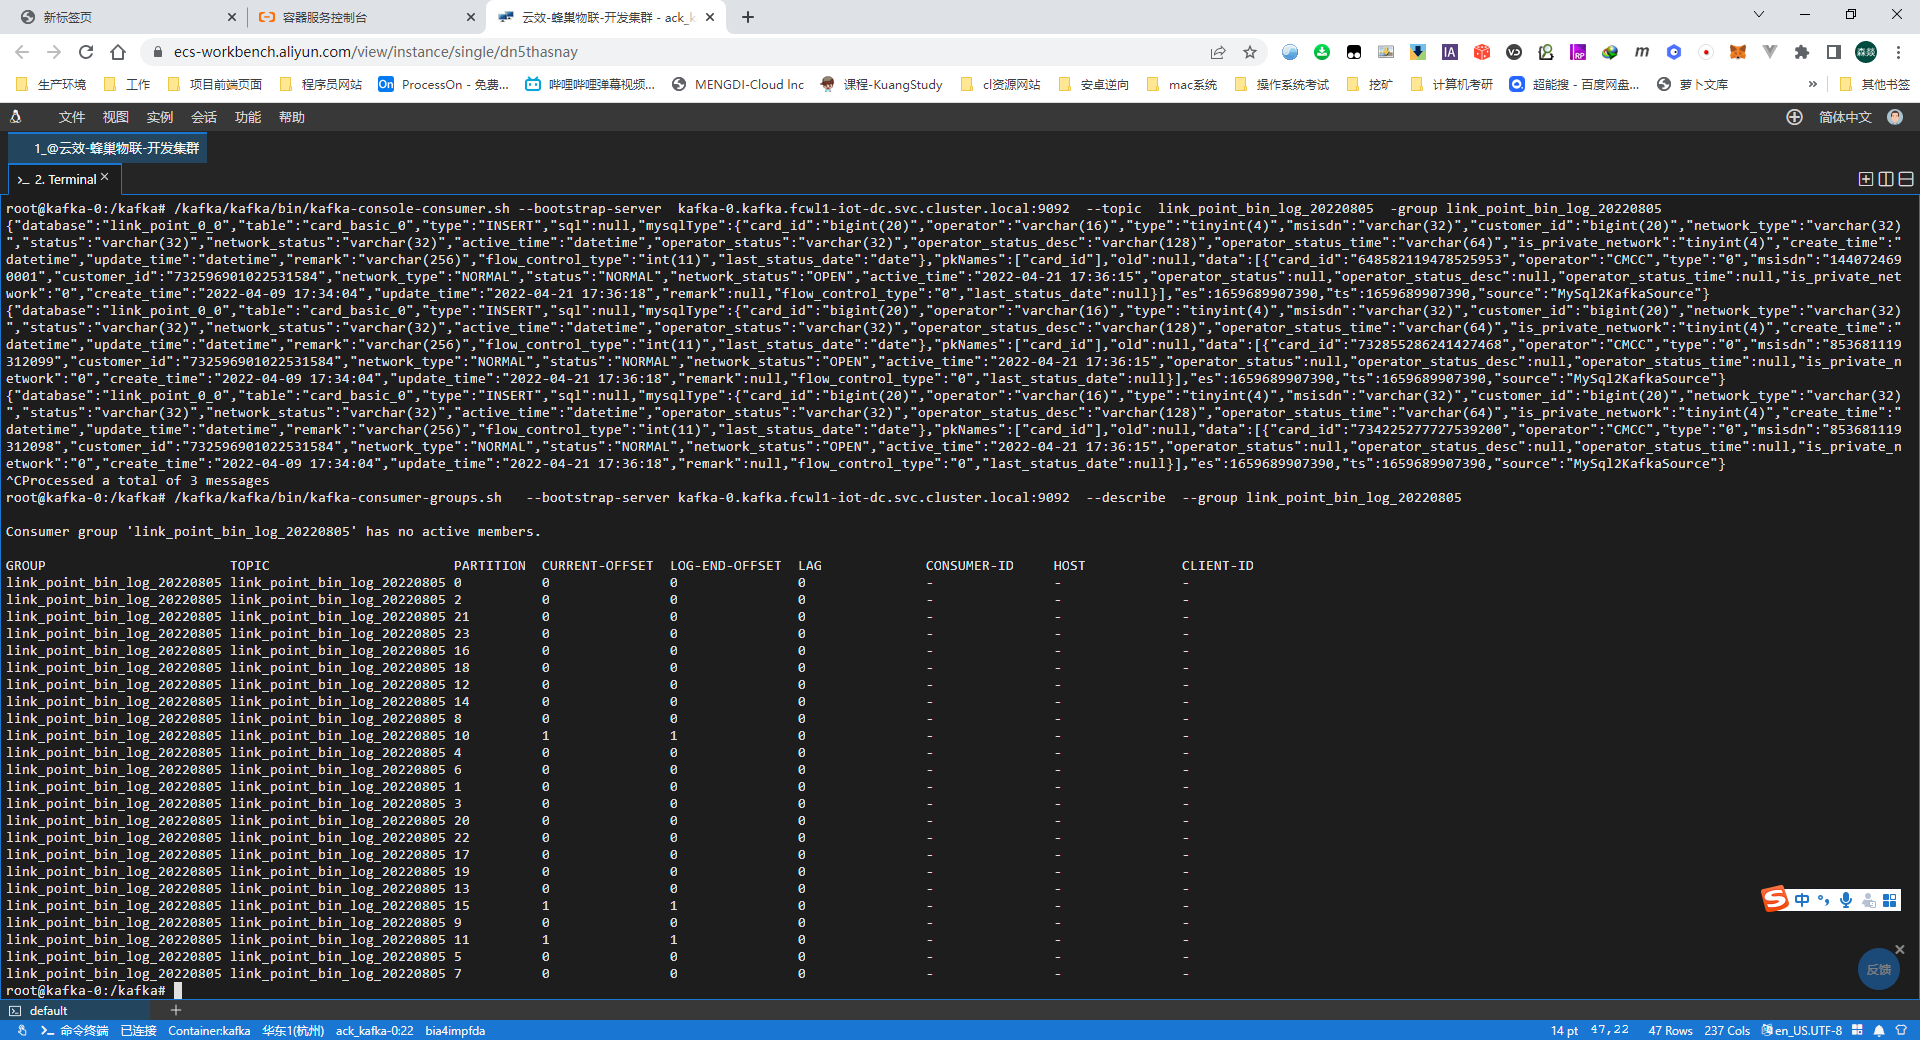 新标签页
容器服务控制台
云效-蜂巢物联-开发集群 - ack_k
ecs-workbench.aliyun.com/view/instance/single/dn5thasnay
生产环境 工作 项目前端页面 程序员网站 On ProcessOn - 免费... 哔哩哔哩弹幕视频... MENGDI-Cloud lnc 课程-KuangStudy cl资源网站 安卓逆向 mac系统 操作系统考试 挖矿 计算机考研 超能搜 - 百度网盘... 萝卜文库 » 其他书签
文件 视图 实例 会话 功能 帮助 简体中文
1_@云效-蜂巢物联-开发集群
2. Terminal
root@kafka-0:/kafka# /kafka/kafka/bin/kafka-console-consumer.sh --bootstrap-server  kafka-0.kafka.fcwl1-iot-dc.svc.cluster.local:9092  --topic  link_point_bin_log_20220805  -group link_point_bin_log_20220805
{"database":"link_point_0_0","table":"card_basic_0","type":"INSERT","sql":null,"mysqlType":{"card_id":"bigint(20)","operator":"varchar(16)","type":"tinyint(4)","msisdn":"varchar(32)","customer_id":"bigint(20)","network_type":"varchar(32)
","status":"varchar(32)","network_status":"varchar(32)","active_time":"datetime","operator_status":"varchar(32)","operator_status_desc":"varchar(128)","operator_status_time":"varchar(64)","is_private_network":"tinyint(4)","create_time":"
datetime","update_time":"datetime","remark":"varchar(256)","flow_control_type":"int(11)","last_status_date":"date"},"pkNames":["card_id"],"old":null,"data":[{"card_id":"648582119478525953","operator":"CMCC","type":"0","msisdn":"144072469
0001","customer_id":"732596901022531584","network_type":"NORMAL","status":"NORMAL","network_status":"OPEN","active_time":"2022-04-21 17:36:15","operator_status":null,"operator_status_desc":null,"operator_status_time":null,"is_private_net
work":"0","create_time":"2022-04-09 17:34:04","update_time":"2022-04-21 17:36:18","remark":null,"flow_control_type":"0","last_status_date":null}],"es":1659689907390,"ts":1659689907390,"source":"MySql2KafkaSource"}
{"database":"link_point_0_0","table":"card_basic_0","type":"INSERT","sql":null,"mysqlType":{"card_id":"bigint(20)","operator":"varchar(16)","type":"tinyint(4)","msisdn":"varchar(32)","customer_id":"bigint(20)","network_type":"varchar(32)
","status":"varchar(32)","network_status":"varchar(32)","active_time":"datetime","operator_status":"varchar(32)","operator_status_desc":"varchar(128)","operator_status_time":"varchar(64)","is_private_network":"tinyint(4)","create_time":"
datetime","update_time":"datetime","remark":"varchar(256)","flow_control_type":"int(11)","last_status_date":"date"},"pkNames":["card_id"],"old":null,"data":[{"card_id":"732855286241427468","operator":"CMCC","type":"0","msisdn":"853681119
312099","customer_id":"732596901022531584","network_type":"NORMAL","status":"NORMAL","network_status":"OPEN","active_time":"2022-04-21 17:36:15","operator_status":null,"operator_status_desc":null,"operator_status_time":null,"is_private_n
etwork":"0","create_time":"2022-04-09 17:34:04","update_time":"2022-04-21 17:36:18","remark":null,"flow_control_type":"0","last_status_date":null}],"es":1659689907390,"ts":1659689907390,"source":"MySql2KafkaSource"}
{"database":"link_point_0_0","table":"card_basic_0","type":"INSERT","sql":null,"mysqlType":{"card_id":"bigint(20)","operator":"varchar(16)","type":"tinyint(4)","msisdn":"varchar(32)","customer_id":"bigint(20)","network_type":"varchar(32)
","status":"varchar(32)","network_status":"varchar(32)","active_time":"datetime","operator_status":"varchar(32)","operator_status_desc":"varchar(128)","operator_status_time":"varchar(64)","is_private_network":"tinyint(4)","create_time":"
datetime","update_time":"datetime","remark":"varchar(256)","flow_control_type":"int(11)","last_status_date":"date"},"pkNames":["card_id"],"old":null,"data":[{"card_id":"734225277727539200","operator":"CMCC","type":"0","msisdn":"853681119
312098","customer_id":"732596901022531584","network_type":"NORMAL","status":"NORMAL","network_status":"OPEN","active_time":"2022-04-21 17:36:15","operator_status":null,"operator_status_desc":null,"operator_status_time":null,"is_private_n
etwork":"0","create_time":"2022-04-09 17:34:04","update_time":"2022-04-21 17:36:18","remark":null,"flow_control_type":"0","last_status_date":null}],"es":1659689907390,"ts":1659689907390,"source":"MySql2KafkaSource"}
^CProcessed a total of 3 messages
root@kafka-0:/kafka# /kafka/kafka/bin/kafka-consumer-groups.sh   --bootstrap-server kafka-0.kafka.fcwl1-iot-dc.svc.cluster.local:9092  --describe  --group link_point_bin_log_20220805
Consumer group 'link_point_bin_log_20220805' has no active members.
GROUP TOPIC PARTITION CURRENT-OFFSET LOG-END-OFFSET LAG CONSUMER-ID HOST CLIENT-ID
link_point_bin_log_20220805 link_point_bin_log_20220805 0 0 0 0 - - -
link_point_bin_log_20220805 link_point_bin_log_20220805 2 0 0 0 - - -
link_point_bin_log_20220805 link_point_bin_log_20220805 21 0 0 0 - - -
link_point_bin_log_20220805 link_point_bin_log_20220805 23 0 0 0 - - -
link_point_bin_log_20220805 link_point_bin_log_20220805 16 0 0 0 - - -
link_point_bin_log_20220805 link_point_bin_log_20220805 18 0 0 0 - - -
link_point_bin_log_20220805 link_point_bin_log_20220805 12 0 0 0 - - -
link_point_bin_log_20220805 link_point_bin_log_20220805 14 0 0 0 - - -
link_point_bin_log_20220805 link_point_bin_log_20220805 8 0 0 0 - - -
link_point_bin_log_20220805 link_point_bin_log_20220805 10 1 1 0 - - -
link_point_bin_log_20220805 link_point_bin_log_20220805 4 0 0 0 - - -
link_point_bin_log_20220805 link_point_bin_log_20220805 6 0 0 0 - - -
link_point_bin_log_20220805 link_point_bin_log_20220805 1 0 0 0 - - -
link_point_bin_log_20220805 link_point_bin_log_20220805 3 0 0 0 - - -
link_point_bin_log_20220805 link_point_bin_log_20220805 20 0 0 0 - - -
link_point_bin_log_20220805 link_point_bin_log_20220805 22 0 0 0 - - -
link_point_bin_log_20220805 link_point_bin_log_20220805 17 0 0 0 - - -
link_point_bin_log_20220805 link_point_bin_log_20220805 19 0 0 0 - - -
link_point_bin_log_20220805 link_point_bin_log_20220805 13 0 0 0 - - -
link_point_bin_log_20220805 link_point_bin_log_20220805 15 1 1 0 - - -
link_point_bin_log_20220805 link_point_bin_log_20220805 9 0 0 0 - - -
link_point_bin_log_20220805 link_point_bin_log_20220805 11 1 1 0 - - -
link_point_bin_log_20220805 link_point_bin_log_20220805 5 0 0 0 - - -
link_point_bin_log_20220805 link_point_bin_log_20220805 7 0 0 0 - - -
root@kafka-0:/kafka#
中
反馈
default
命令终端 已连接 Container:kafka 华东1(杭州) ack_kafka-0:22 bia4impfda 14 pt 47,22 47 Rows 237 Cols en_US.UTF-8